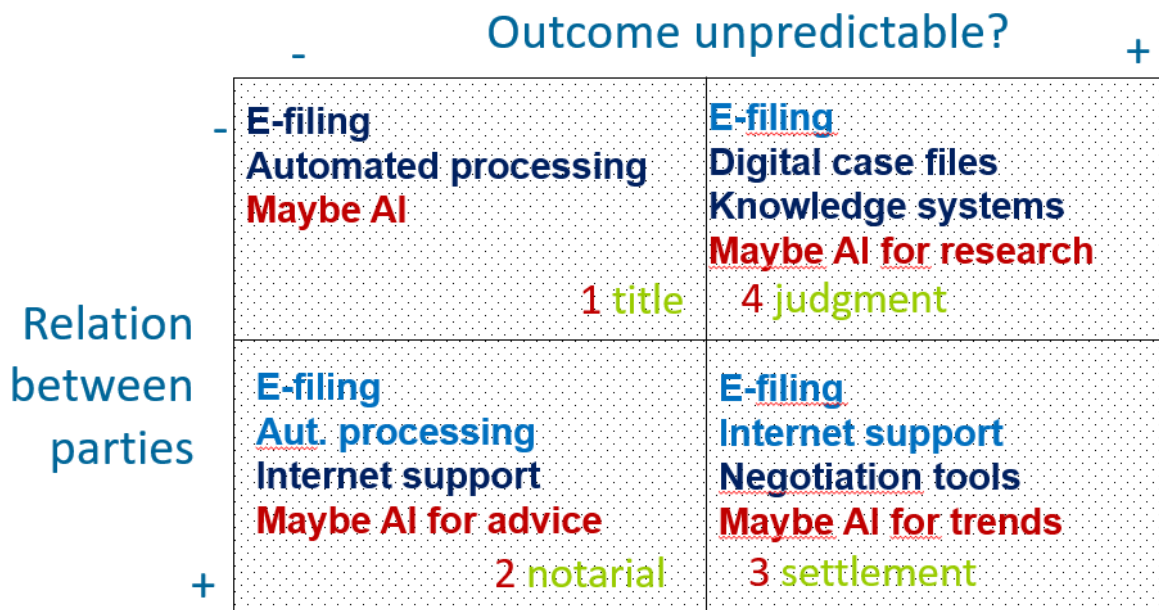 Outcome unpredictable?
- +
-
E-filing
Automated processing
Maybe AI
1 title
E-filing
Digital case files
Knowledge systems
Maybe AI for research
4 judgment
Relation
between
parties
+
E-filing
Aut. processing
Internet support
Maybe AI for advice
2 notarial
E-filing
Internet support
Negotiation tools
Maybe AI for trends
3 settlement